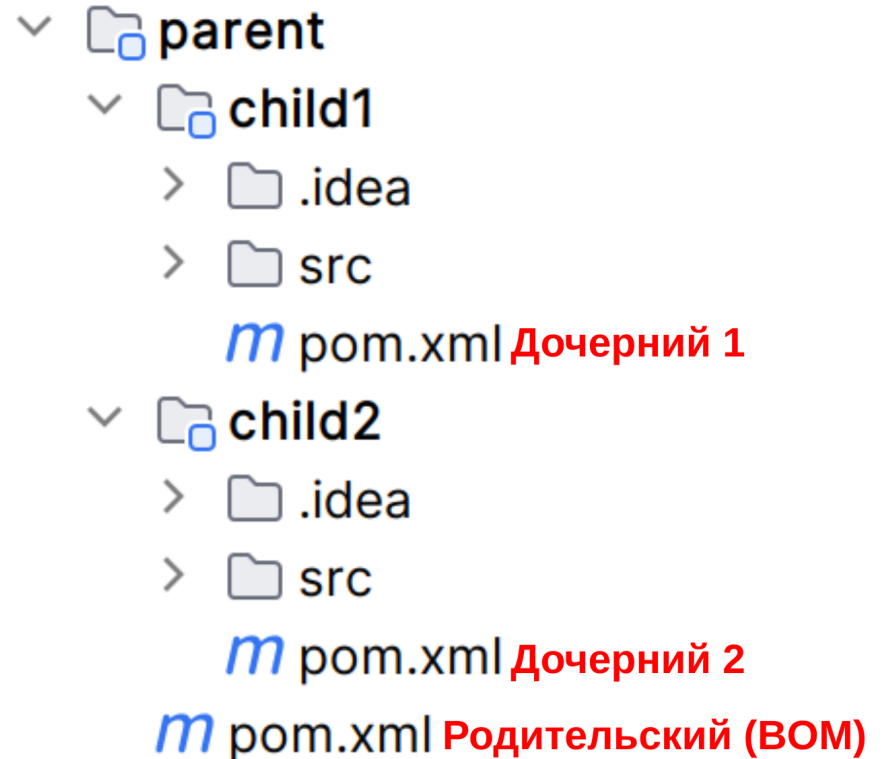 parent
child1
.idea
src
pom.xml Дочерний 1
child2
.idea
src
pom.xml Дочерний 2
pom.xml Родительский (BOM)